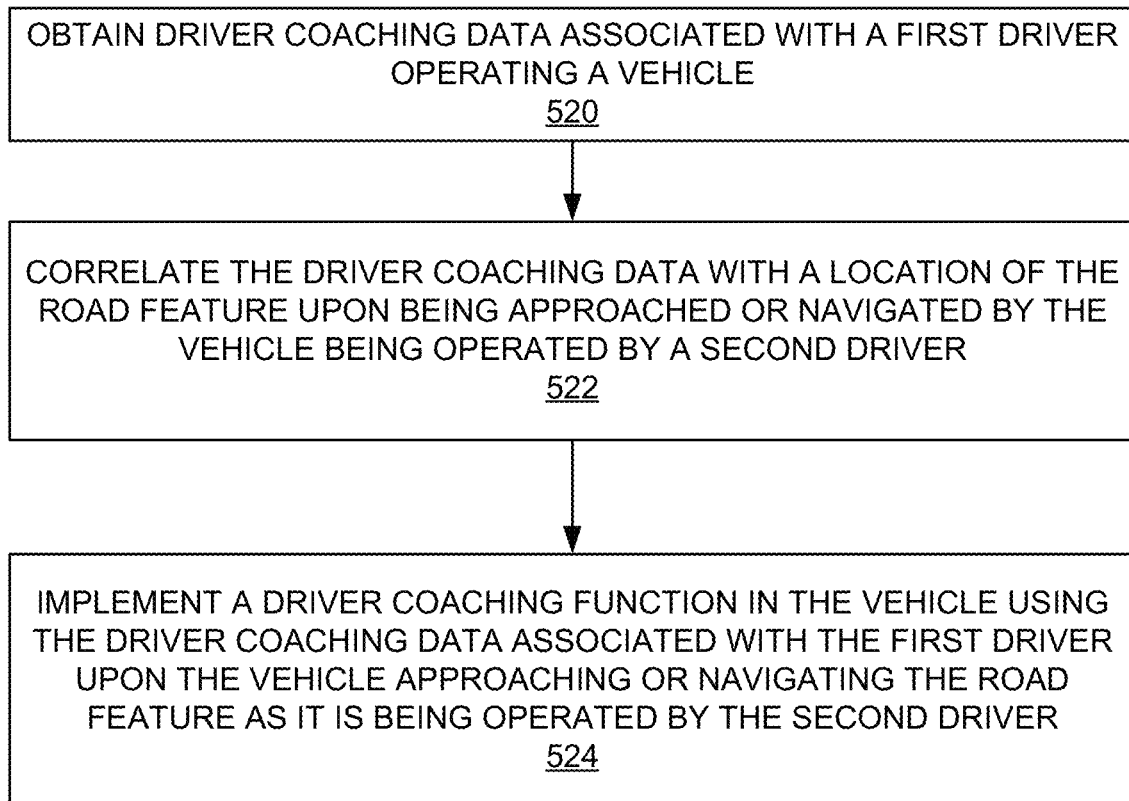 OBTAIN DRIVER COACHING DATA ASSOCIATED WITH A FIRST DRIVER
OPERATING A VEHICLE
520
CORRELATE THE DRIVER COACHING DATA WITH A LOCATION OF THE
ROAD FEATURE UPON BEING APPROACHED OR NAVIGATED BY THE
VEHICLE BEING OPERATED BY A SECOND DRIVER
522
IMPLEMENT A DRIVER COACHING FUNCTION IN THE VEHICLE USING
THE DRIVER COACHING DATA ASSOCIATED WITH THE FIRST DRIVER
UPON THE VEHICLE APPROACHING OR NAVIGATING THE ROAD
FEATURE AS IT IS BEING OPERATED BY THE SECOND DRIVER
524